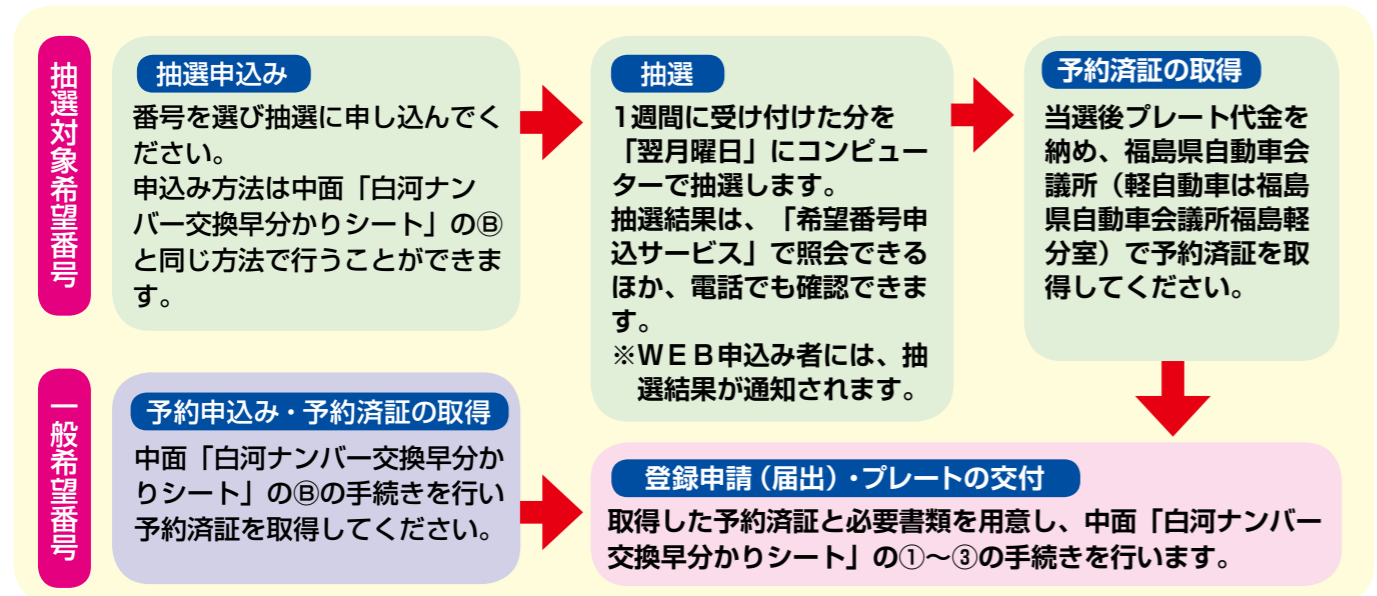 抽選対象希望番号
抽選申込み
番号を選び抽選に申し込んでく
ださい。
申込み方法は中面「白河ナン
バー交換早分かりシート」のⒷ
と同じ方法で行うことができま
す。
抽選
1週間に受け付けた分を
「翌月曜日」にコンピュー
ターで抽選します。
抽選結果は、「希望番号申
込サービス」で照会できる
ほか、電話でも確認できま
す。
※ＷＥＢ申込み者には、抽
選結果が通知されます。
予約済証の取得
当選後プレート代金を
納め、福島県自動車会
議所（軽自動車は福島
県自動車会議所福島軽
分室）で予約済証を取
得してください。
一般希望番号
予約申込み・予約済証の取得
中面「白河ナンバー交換早分か
りシート」のⒷの手続きを行い
予約済証を取得してください。
登録申請（届出）・プレートの交付
取得した予約済証と必要書類を用意し、中面「白河ナンバー
交換早分かりシート」の①～③の手続きを行います。